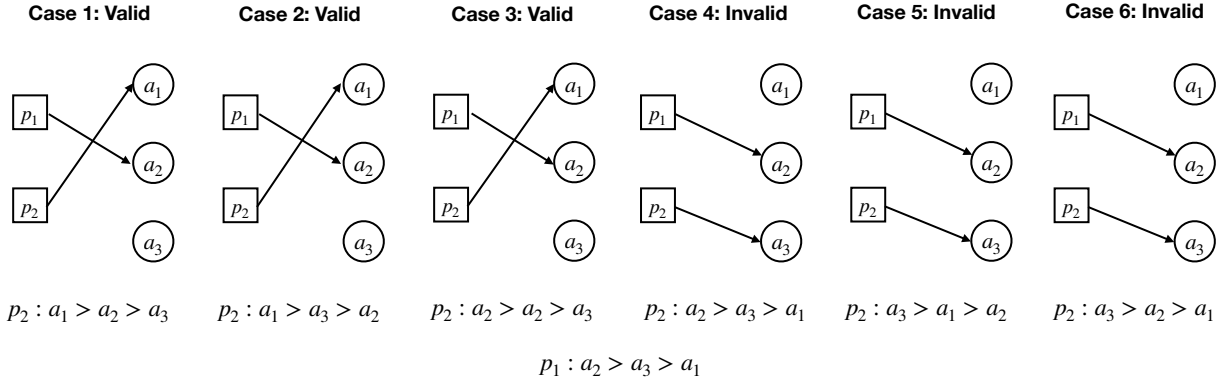 Case 1: Valid Case 2: Valid Case 3: Valid Case 4: Invalid Case 5: Invalid Case 6: Invalid
a₁ a₁ a₁ a₁ a₁ a₁
p₁ p₁ p₁ p₁ p₁ p₁
a₂ a₂ a₂ a₂ a₂ a₂
p₂ p₂ p₂ p₂ p₂ p₂
a₃ a₃ a₃ a₃ a₃ a₃
p₂ : a₁ > a₂ > a₃ p₂ : a₁ > a₃ > a₂ p₂ : a₂ > a₂ > a₃ p₂ : a₂ > a₃ > a₁ p₂ : a₃ > a₁ > a₂ p₂ : a₃ > a₂ > a₁
p₁ : a₂ > a₃ > a₁